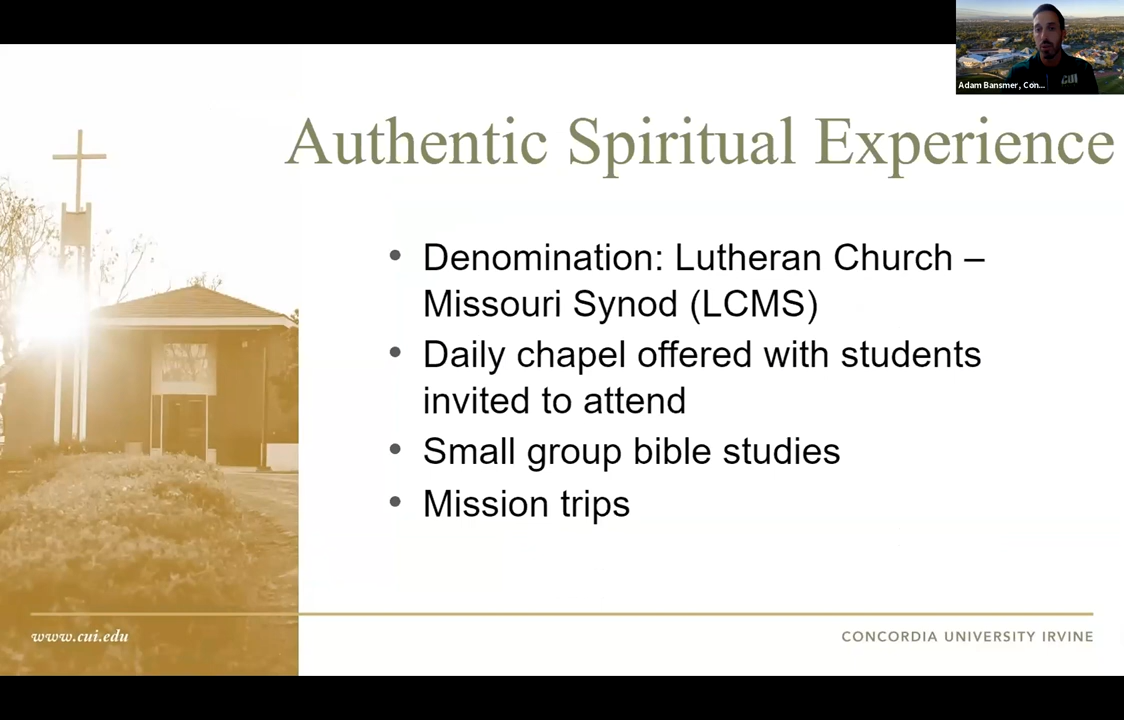 Adam Bansmer, Con...
CUI
Authentic Spiritual Experience
• Denomination: Lutheran Church –
Missouri Synod (LCMS)
• Daily chapel offered with students
invited to attend
• Small group bible studies
• Mission trips
www.cui.edu
CONCORDIA UNIVERSITY IRVINE